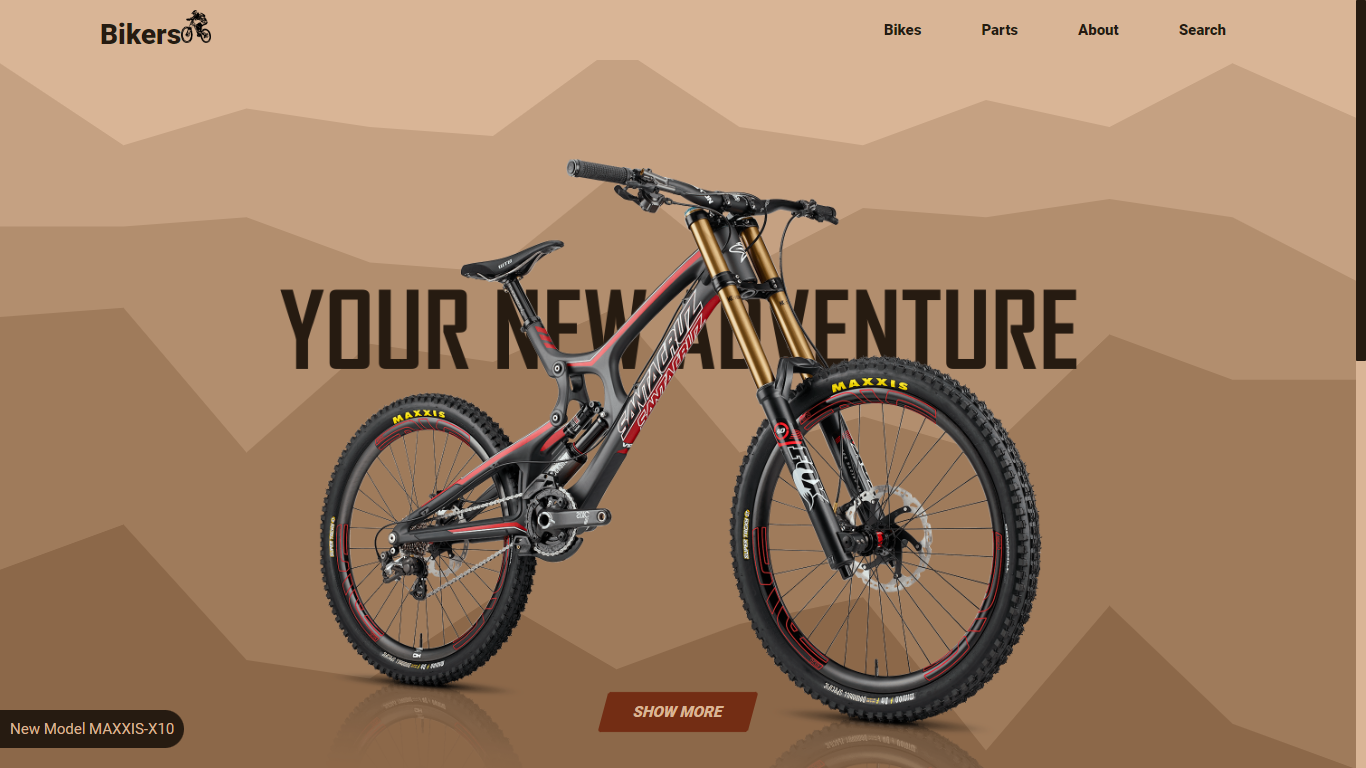 Bikers
Bikes
Parts
About
Search
YOUR NEW ADVENTURE
SANTACRUZ
SANTACRUZ
MAXXIS
MAXXIS
SHOW MORE
New Model MAXXIS-X10